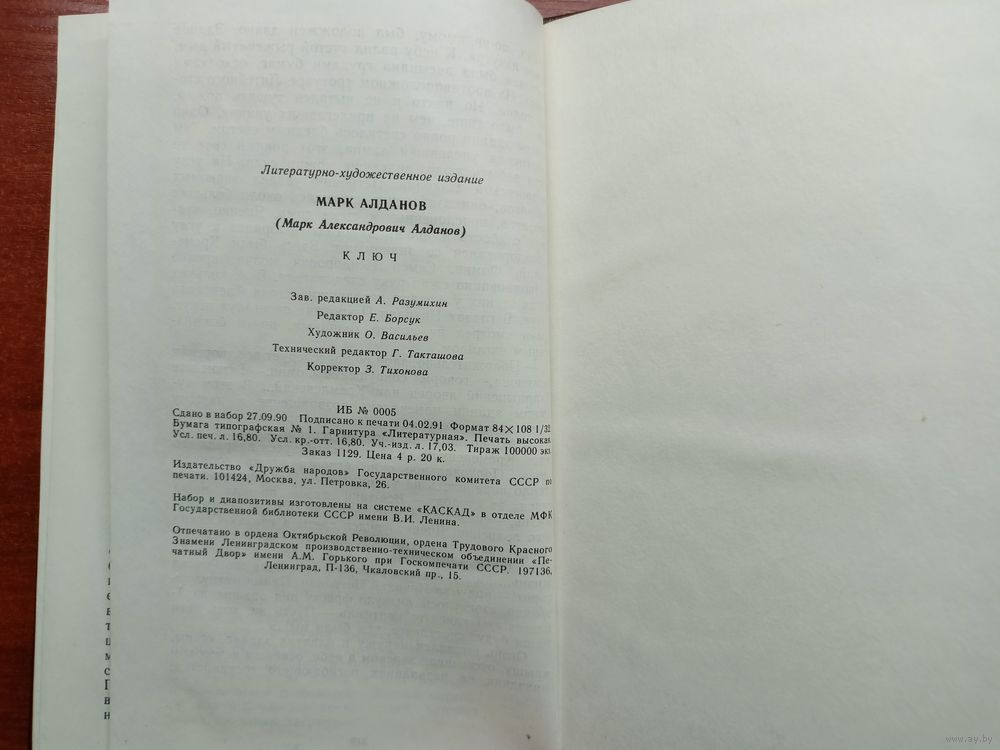 Литературно-художественное издание
МАРК АЛДАНОВ
(Марк Александрович Алданов)
КЛЮЧ
Зав. редакцией А. Разумихин
Редактор Е. Борсук
Художник О. Васильев
Технический редактор Г. Такташова
Корректор З. Тихонова
ИБ № 0005
Сдано в набор 27.09.90 Подписано к печати 04.02.91 Формат 84×108 1/32
Бумага типографская № 1. Гарнитура «Литературная». Печать высокая
Усл. печ. л. 16,80. Усл. кр.-отт. 16,80. Уч.-изд. л. 17,03. Тираж 100000 экз.
Заказ 1129. Цена 4 р. 20 к.
Издательство «Дружба народов» Государственного комитета СССР по
печати. 101424, Москва, ул. Петровка, 26.
Набор и диапозитивы изготовлены на системе «КАСКАД» в отделе МФК
Государственной библиотеки СССР имени В.И. Ленина.
Отпечатано в ордена Октябрьской Революции, ордена Трудового Красного
Знамени Ленинградском производственно-техническом объединении «Пе-
чатный Двор» имени А.М. Горького при Госкомпечати СССР. 197136,
Ленинград, П-136, Чкаловский пр., 15.
www.ay.by